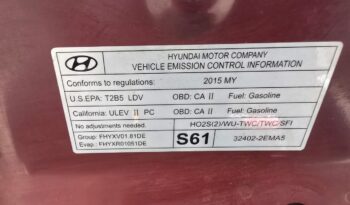 HYUNDAI MOTOR COMPANY
VEHICLE EMISSION CONTROL INFORMATION
Conforms to regulations: 2015 MY
U.S.EPA: T2B5 LDV OBD: CA II Fuel: Gasoline
California: ULEV II PC OBD: CA II Fuel: Gasoline
No adjustments needed. HO2S(2)/WU-TWC/TWC/SFI
Group: FHYXV01.81DE
Evap: FHYXR01051DE
S61
32402-2EMA5